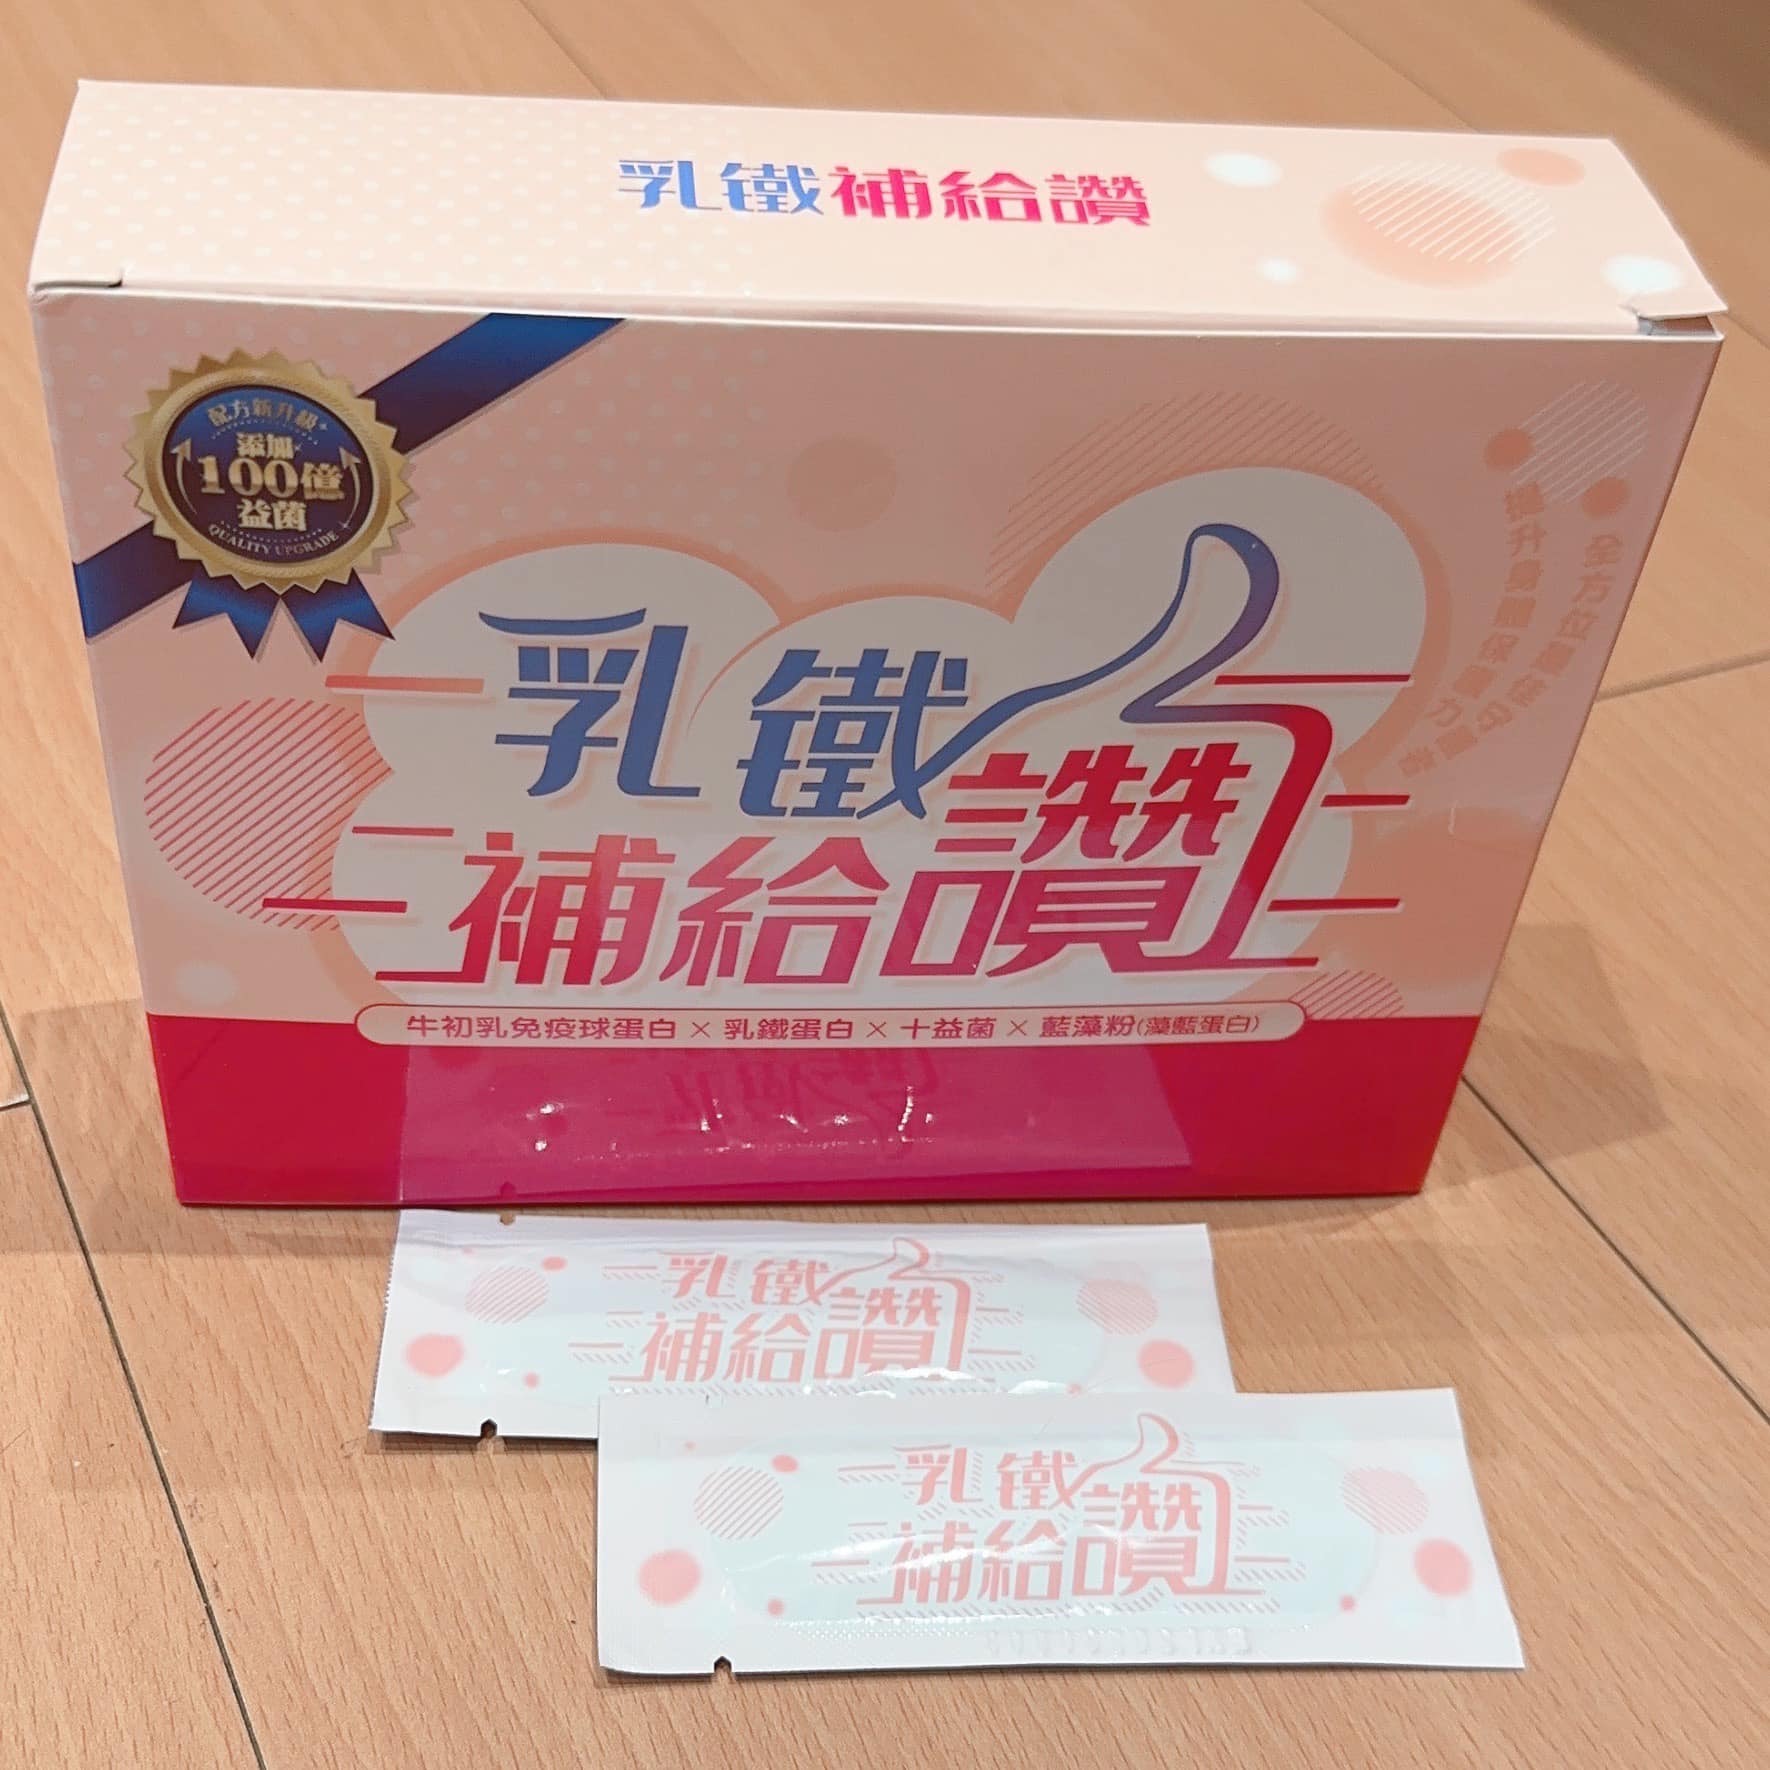 乳鐵補給讚
配方新升級
添加
100億
益菌
QUALITY UPGRADE
乳鐵
補給讚
牛初乳免疫球蛋白×乳鐵蛋白×十益菌×藍藻粉(藻藍蛋白)
乳鐵
補給讚
乳鐵
補給讚